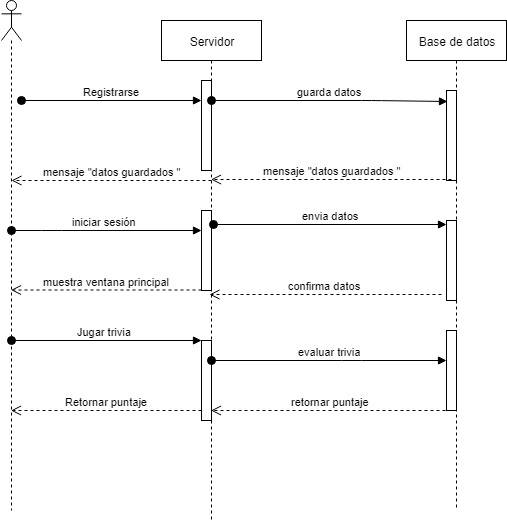 Servidor
Base de datos
Registrarse
guarda datos
mensaje "datos guardados "
mensaje "datos guardados "
iniciar sesión
envia datos
muestra ventana principal
confirma datos
Jugar trivia
evaluar trivia
Retornar puntaje
retornar puntaje